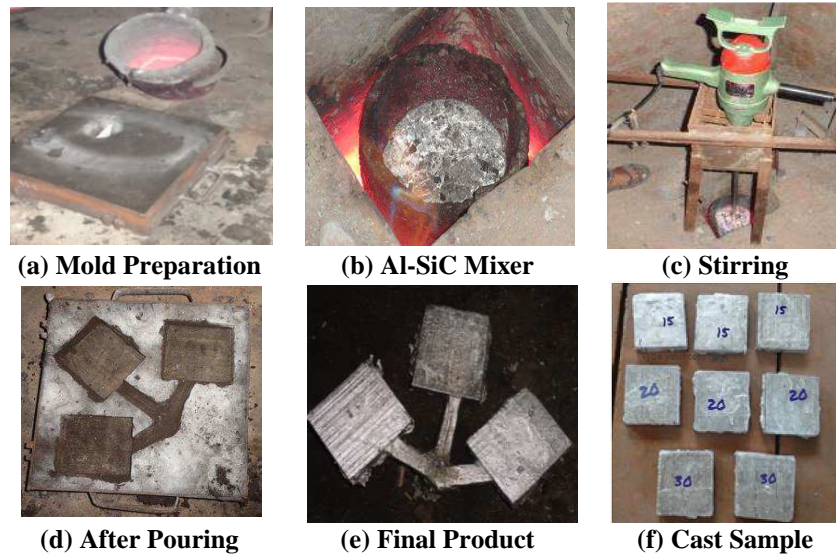 (a) Mold Preparation
(b) Al-SiC Mixer
(c) Stirring
15
15
15
20
20
20
30
30
(d) After Pouring
(e) Final Product
(f) Cast Sample